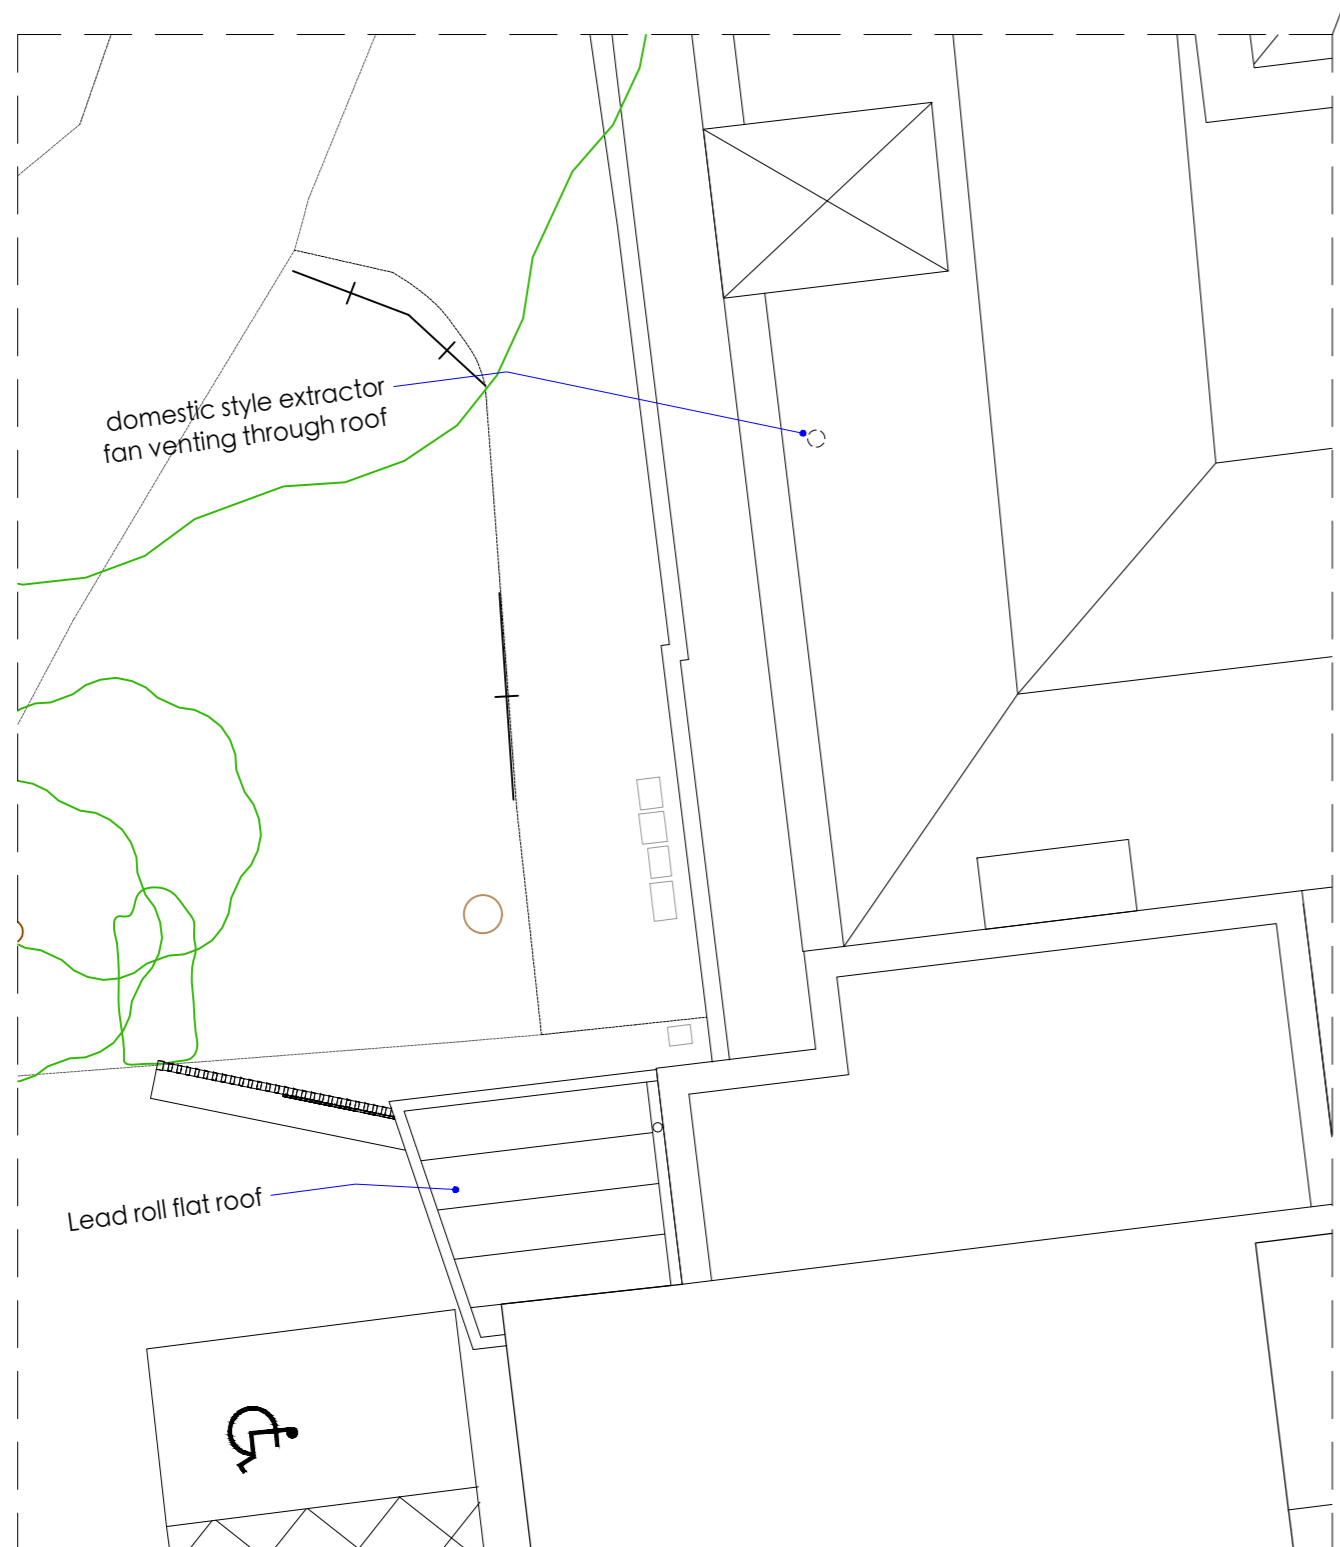 domestic style extractor
fan venting through roof
Lead roll flat roof